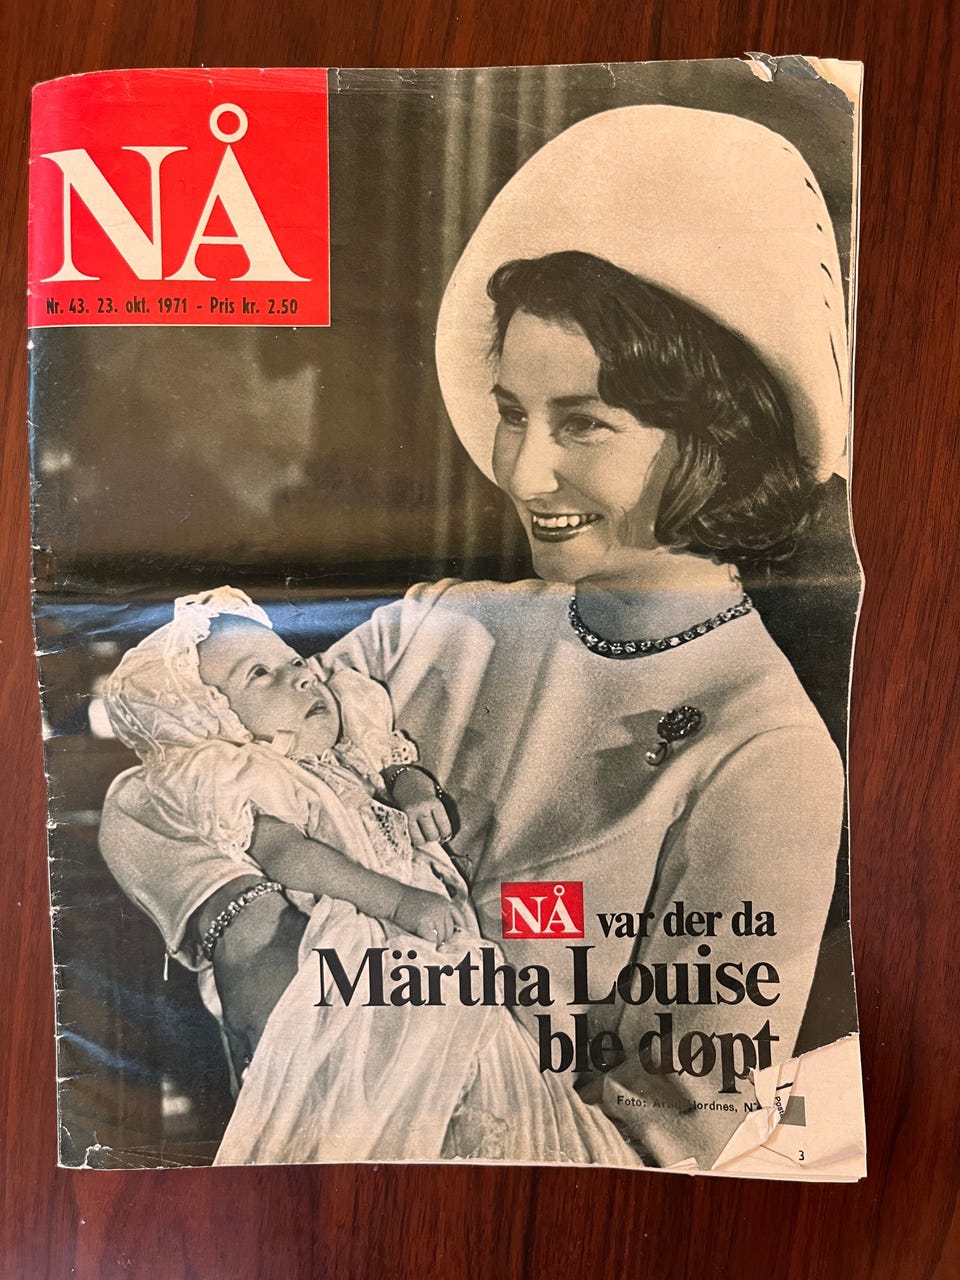 NÅ
Nr. 43. 23. okt. 1971 - Pris kr. 2.50
NÅ var der da
Märtha Louise
ble døpt
Foto:
3